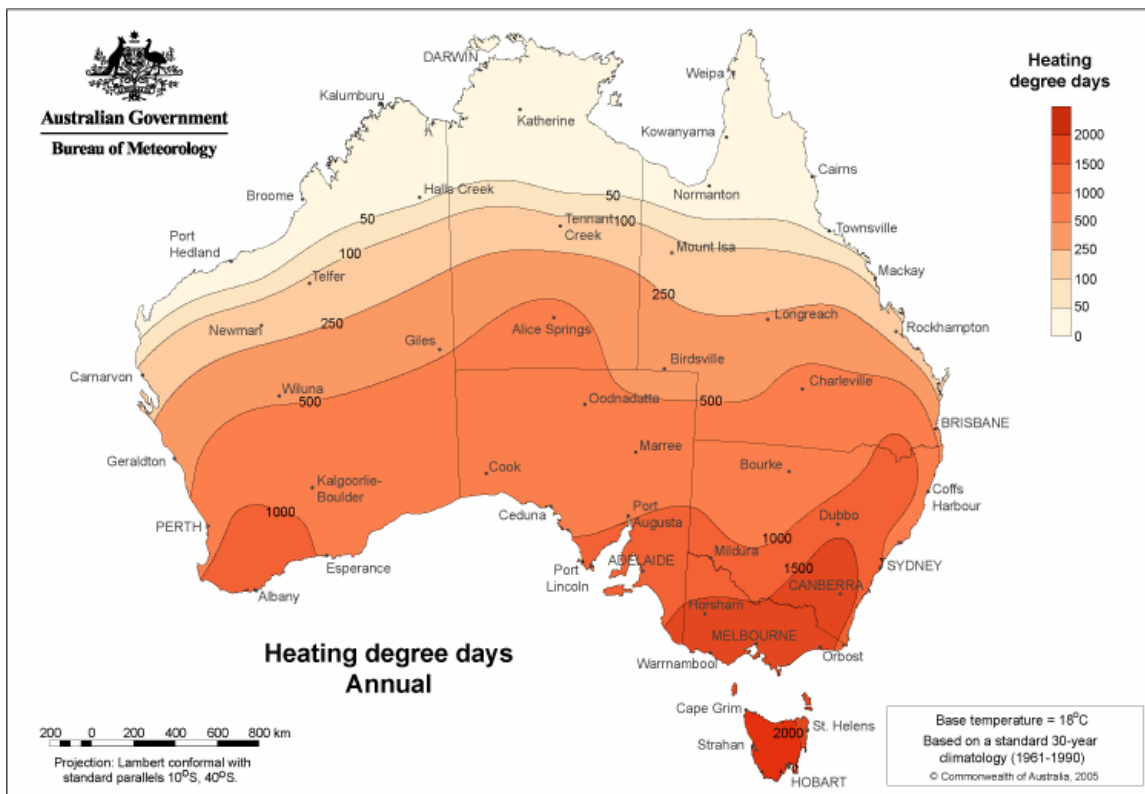 Australian Government
Bureau of Meteorology
Heating
degree days
2000
1500
1000
500
250
100
50
0
DARWIN
Weipa
Kalumburu
Katherine
Kowanyama
Cairns
Broome
Halls Creek
50
Normanton
50
Tennant
Creek
100
Townsville
Port
Hedland
100
Mount Isa
Mackay
Telfer
250
Newman
250
Alice Springs
Longreach
Rockhampton
Giles
Carnarvon
Birdsville
Charleville
Wiluna
500
Oodnadatta
500
BRISBANE
Geraldton
Cook
Marree
Bourke
Kalgoorlie-
Boulder
Coffs
Harbour
PERTH
1000
Ceduna
Port
Augusta
Dubbo
1000
Mildura
Esperance
Port
Lincoln
ADELAIDE
1500
SYDNEY
CANBERRA
Albany
Horsham
MELBOURNE
Warrnambool
Orbost
Heating degree days
Annual
Cape Grim
St. Helens
2000
Strahan
HOBART
200 0 200 400 600 800 km
Projection: Lambert conformal with
standard parallels 10°S, 40°S.
Base temperature = 18°C
Based on a standard 30-year
climatology (1961-1990)
© Commonwealth of Australia, 2005